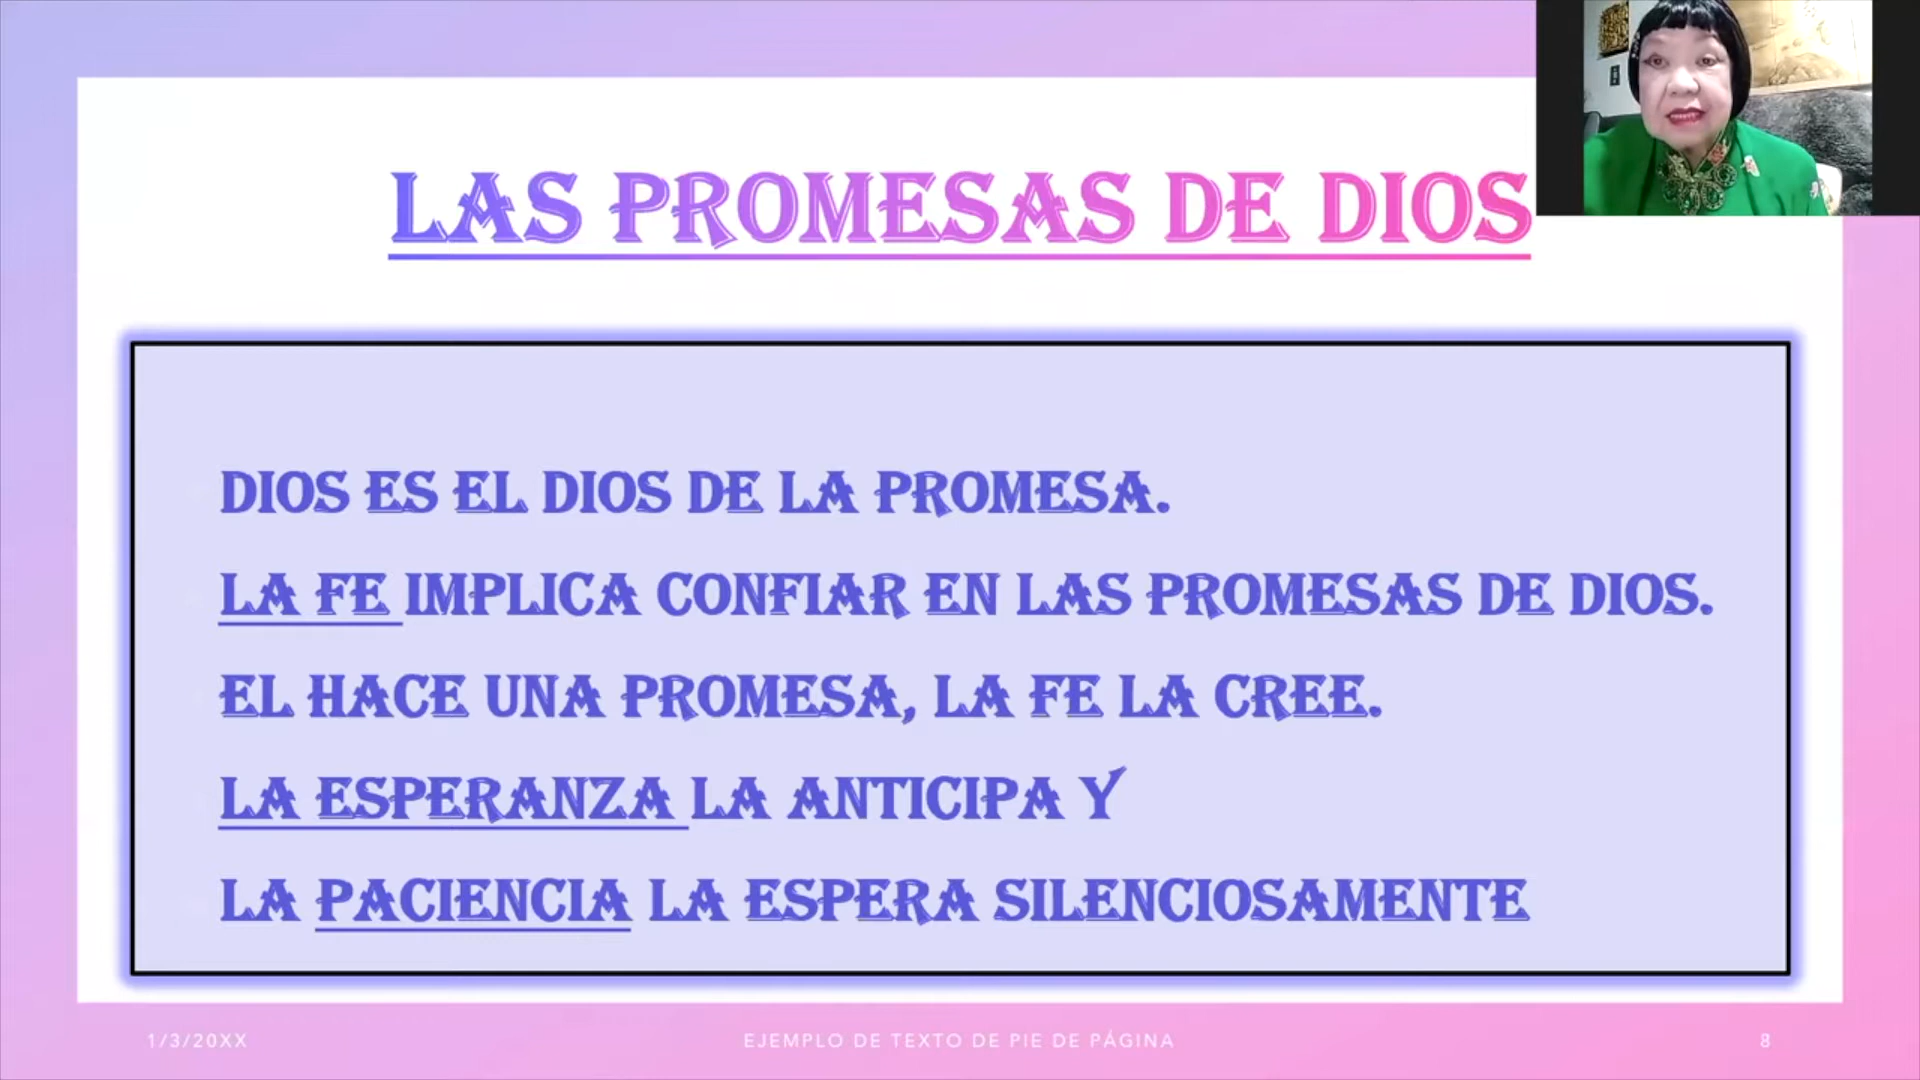 LAS PROMESAS DE DIOS
DIOS ES EL DIOS DE LA PROMESA.
LA FE IMPLICA CONFIAR EN LAS PROMESAS DE DIOS.
EL HACE UNA PROMESA, LA FE LA CREE.
LA ESPERANZA LA ANTICIPA Y
LA PACIENCIA LA ESPERA SILENCIOSAMENTE
1/3/20XX
EJEMPLO DE TEXTO DE PIE DE PÁGINA
8